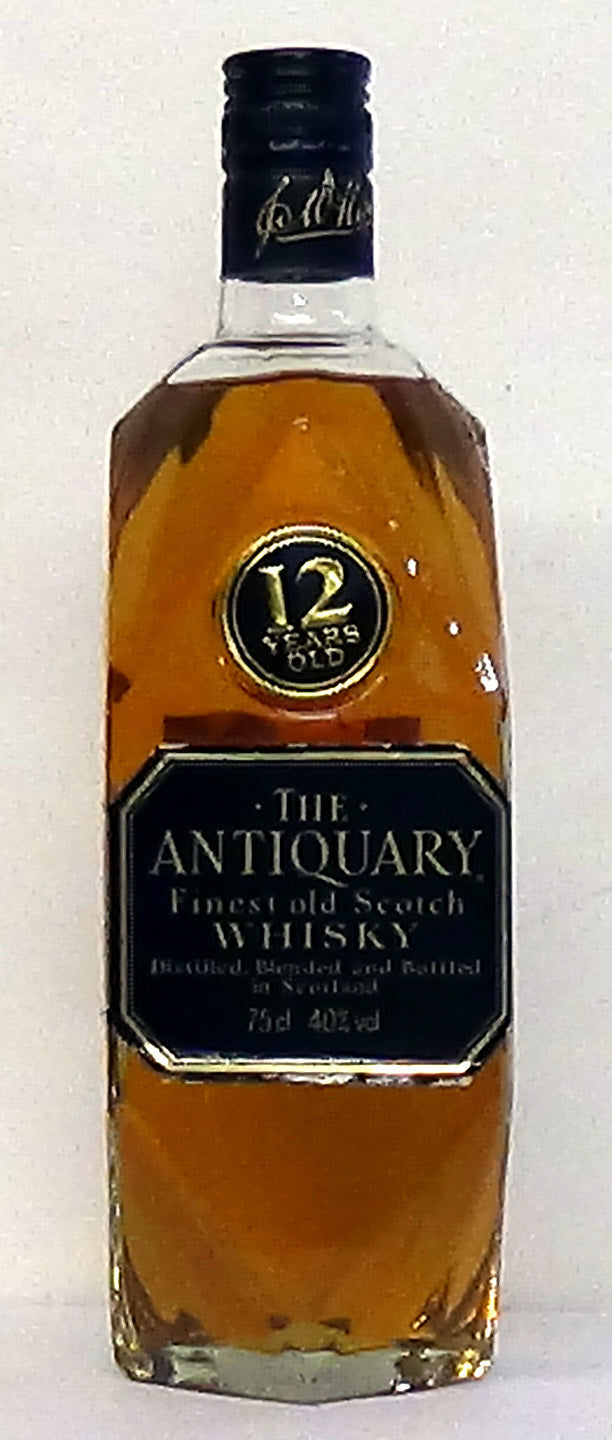 12
YEARS
OLD
· THE ·
ANTIQUARY
Finest old Scotch
WHISKY
Distilled, Blended and Bottled
in Scotland
75cl 40% vol